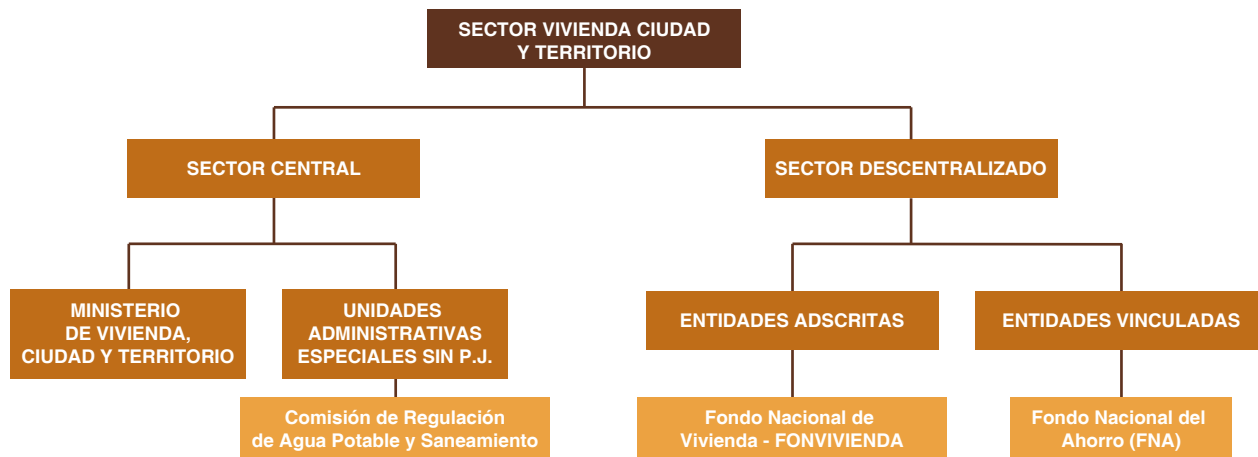 SECTOR VIVIENDA CIUDAD
Y TERRITORIO
SECTOR CENTRAL
SECTOR DESCENTRALIZADO
MINISTERIO
DE VIVIENDA,
CIUDAD Y TERRITORIO
UNIDADES
ADMINISTRATIVAS
ESPECIALES SIN P.J.
ENTIDADES ADSCRITAS
ENTIDADES VINCULADAS
Comisión de Regulación
de Agua Potable y Saneamiento
Fondo Nacional de
Vivienda - FONVIVIENDA
Fondo Nacional del
Ahorro (FNA)